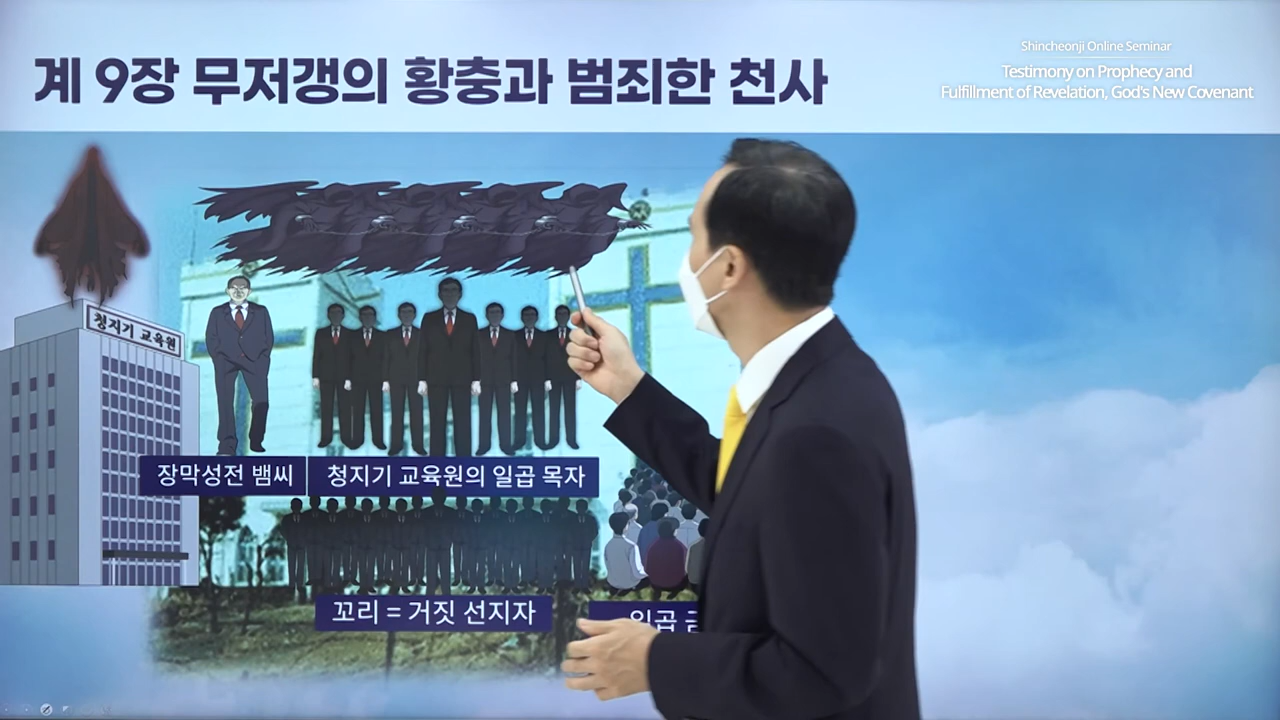 계 9장 무저갱의 황충과 범죄한 천사
Shincheonji Online Seminar
Testimony on Prophecy and
Fulfillment of Revelation, God's New Covenant
청지기 교육원
장막성전 뱀씨
청지기 교육원의 일곱 목자
꼬리 = 거짓 선지자
일곱